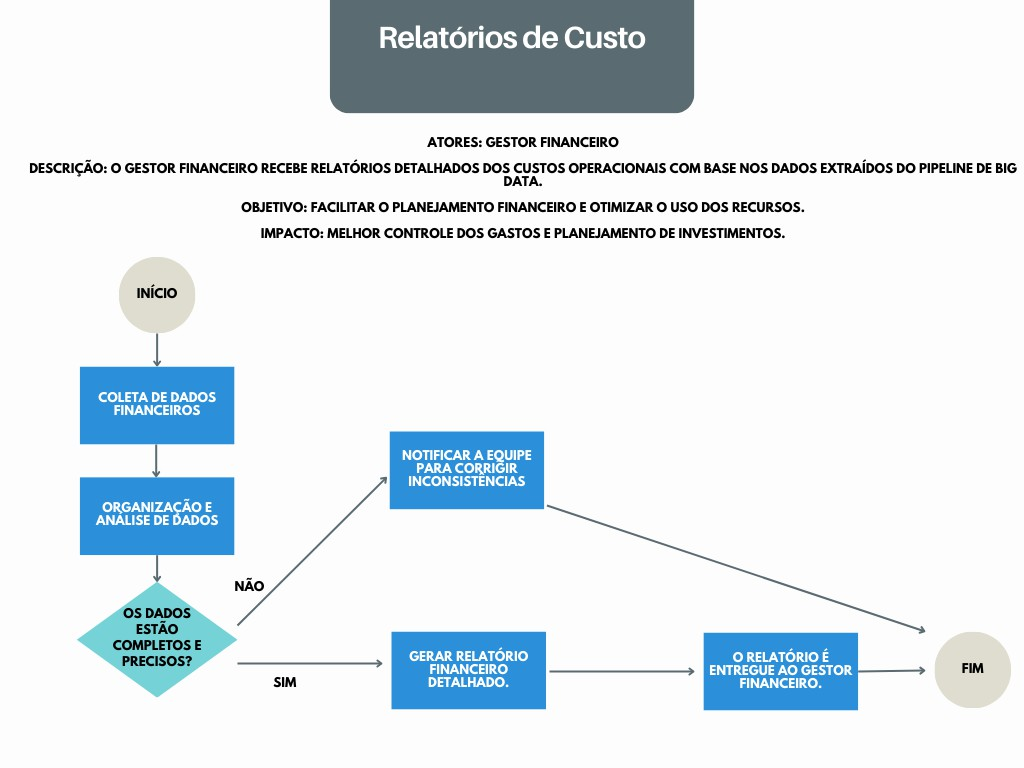 Relatórios de Custo
ATORES: GESTOR FINANCEIRO
DESCRIÇÃO: O GESTOR FINANCEIRO RECEBE RELATÓRIOS DETALHADOS DOS CUSTOS OPERACIONAIS COM BASE NOS DADOS EXTRAÍDOS DO PIPELINE DE BIG
DATA.
OBJETIVO: FACILITAR O PLANEJAMENTO FINANCEIRO E OTIMIZAR O USO DOS RECURSOS.
IMPACTO: MELHOR CONTROLE DOS GASTOS E PLANEJAMENTO DE INVESTIMENTOS.
INÍCIO
COLETA DE DADOS
FINANCEIROS
ORGANIZAÇÃO E
ANÁLISE DE DADOS
OS DADOS
ESTÃO
COMPLETOS E
PRECISOS?
NÃO
NOTIFICAR A EQUIPE
PARA CORRIGIR
INCONSISTÊNCIAS
SIM
GERAR RELATÓRIO
FINANCEIRO
DETALHADO.
O RELATÓRIO É
ENTREGUE AO GESTOR
FINANCEIRO.
FIM